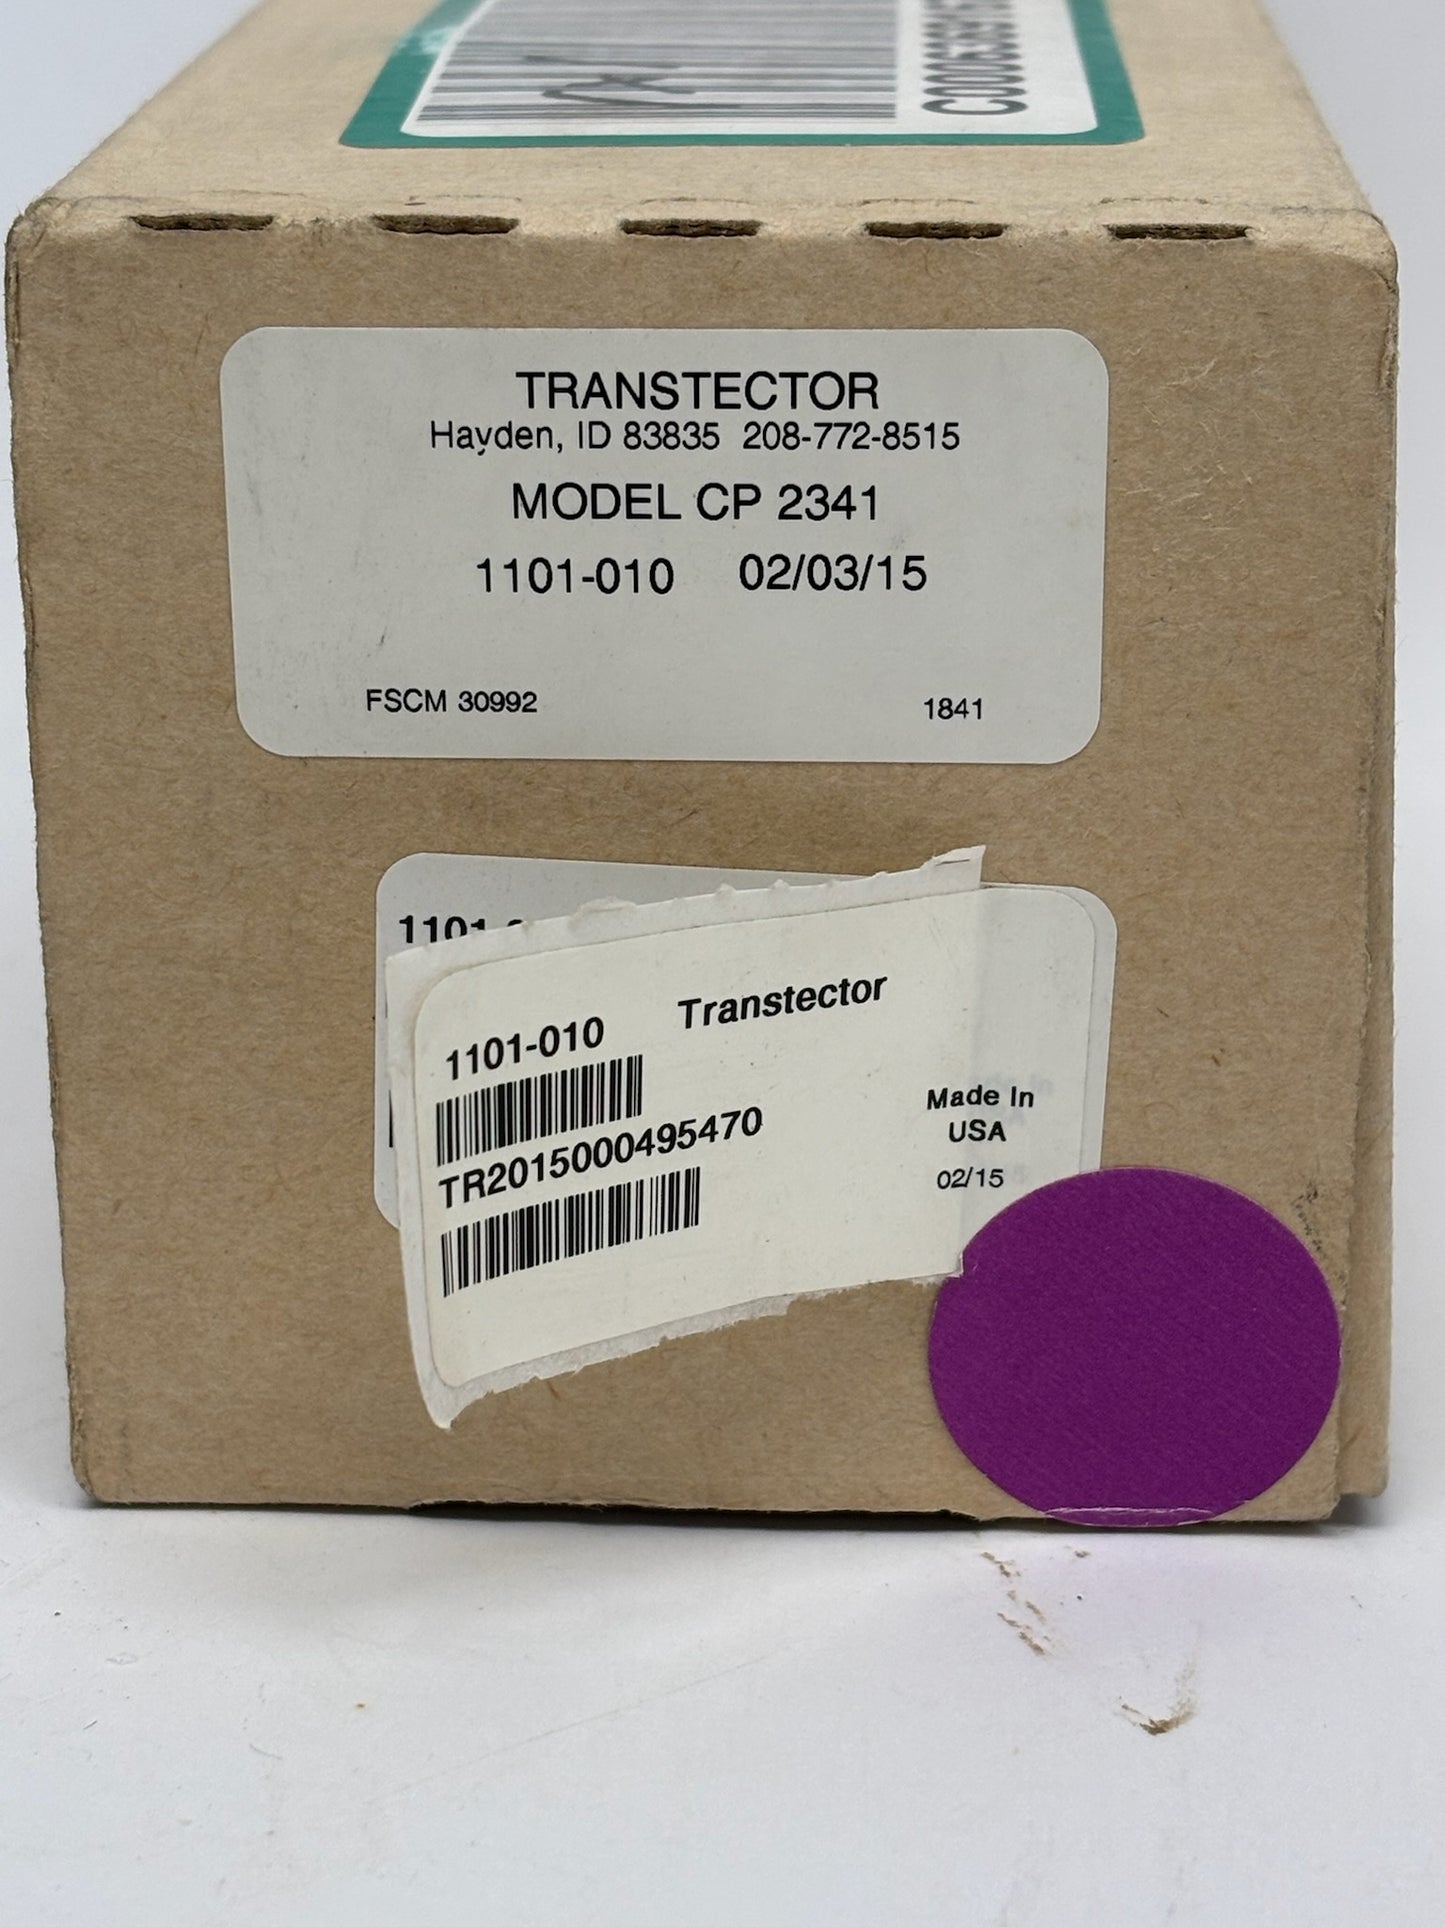 TRANSTECTOR
Hayden, ID 83835 208-772-8515
MODEL CP 2341
1101-010 02/03/15
FSCM 30992 1841
1101-010 Transtector
TR2015000495470
Made In
USA
02/15